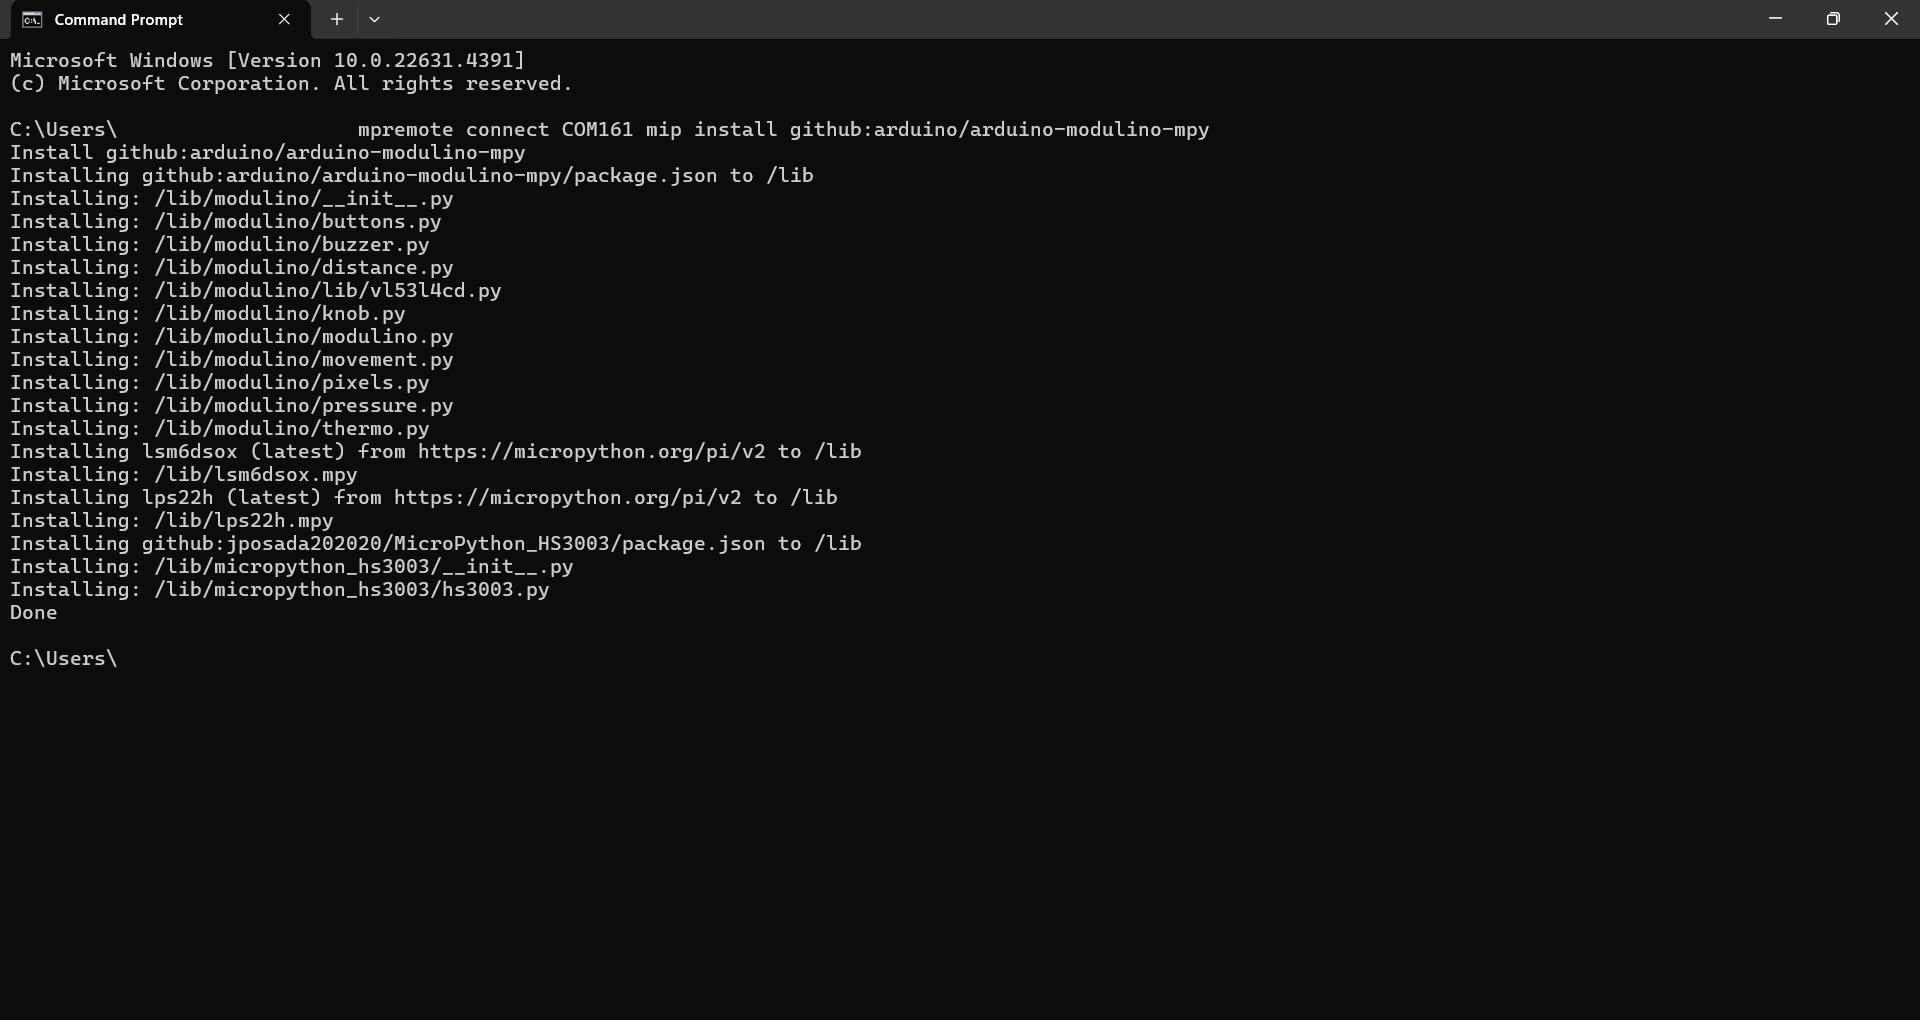 Command Prompt
Microsoft Windows [Version 10.0.22631.4391]
(c) Microsoft Corporation. All rights reserved.
C:\Users\ mpremote connect COM161 mip install github:arduino/arduino-modulino-mpy
Install github:arduino/arduino-modulino-mpy
Installing github:arduino/arduino-modulino-mpy/package.json to /lib
Installing: /lib/modulino/__init__.py
Installing: /lib/modulino/buttons.py
Installing: /lib/modulino/buzzer.py
Installing: /lib/modulino/distance.py
Installing: /lib/modulino/lib/vl53l4cd.py
Installing: /lib/modulino/knob.py
Installing: /lib/modulino/modulino.py
Installing: /lib/modulino/movement.py
Installing: /lib/modulino/pixels.py
Installing: /lib/modulino/pressure.py
Installing: /lib/modulino/thermo.py
Installing lsm6dsox (latest) from https://micropython.org/pi/v2 to /lib
Installing: /lib/lsm6dsox.mpy
Installing lps22h (latest) from https://micropython.org/pi/v2 to /lib
Installing: /lib/lps22h.mpy
Installing github:jposada202020/MicroPython_HS3003/package.json to /lib
Installing: /lib/micropython_hs3003/__init__.py
Installing: /lib/micropython_hs3003/hs3003.py
Done
C:\Users\